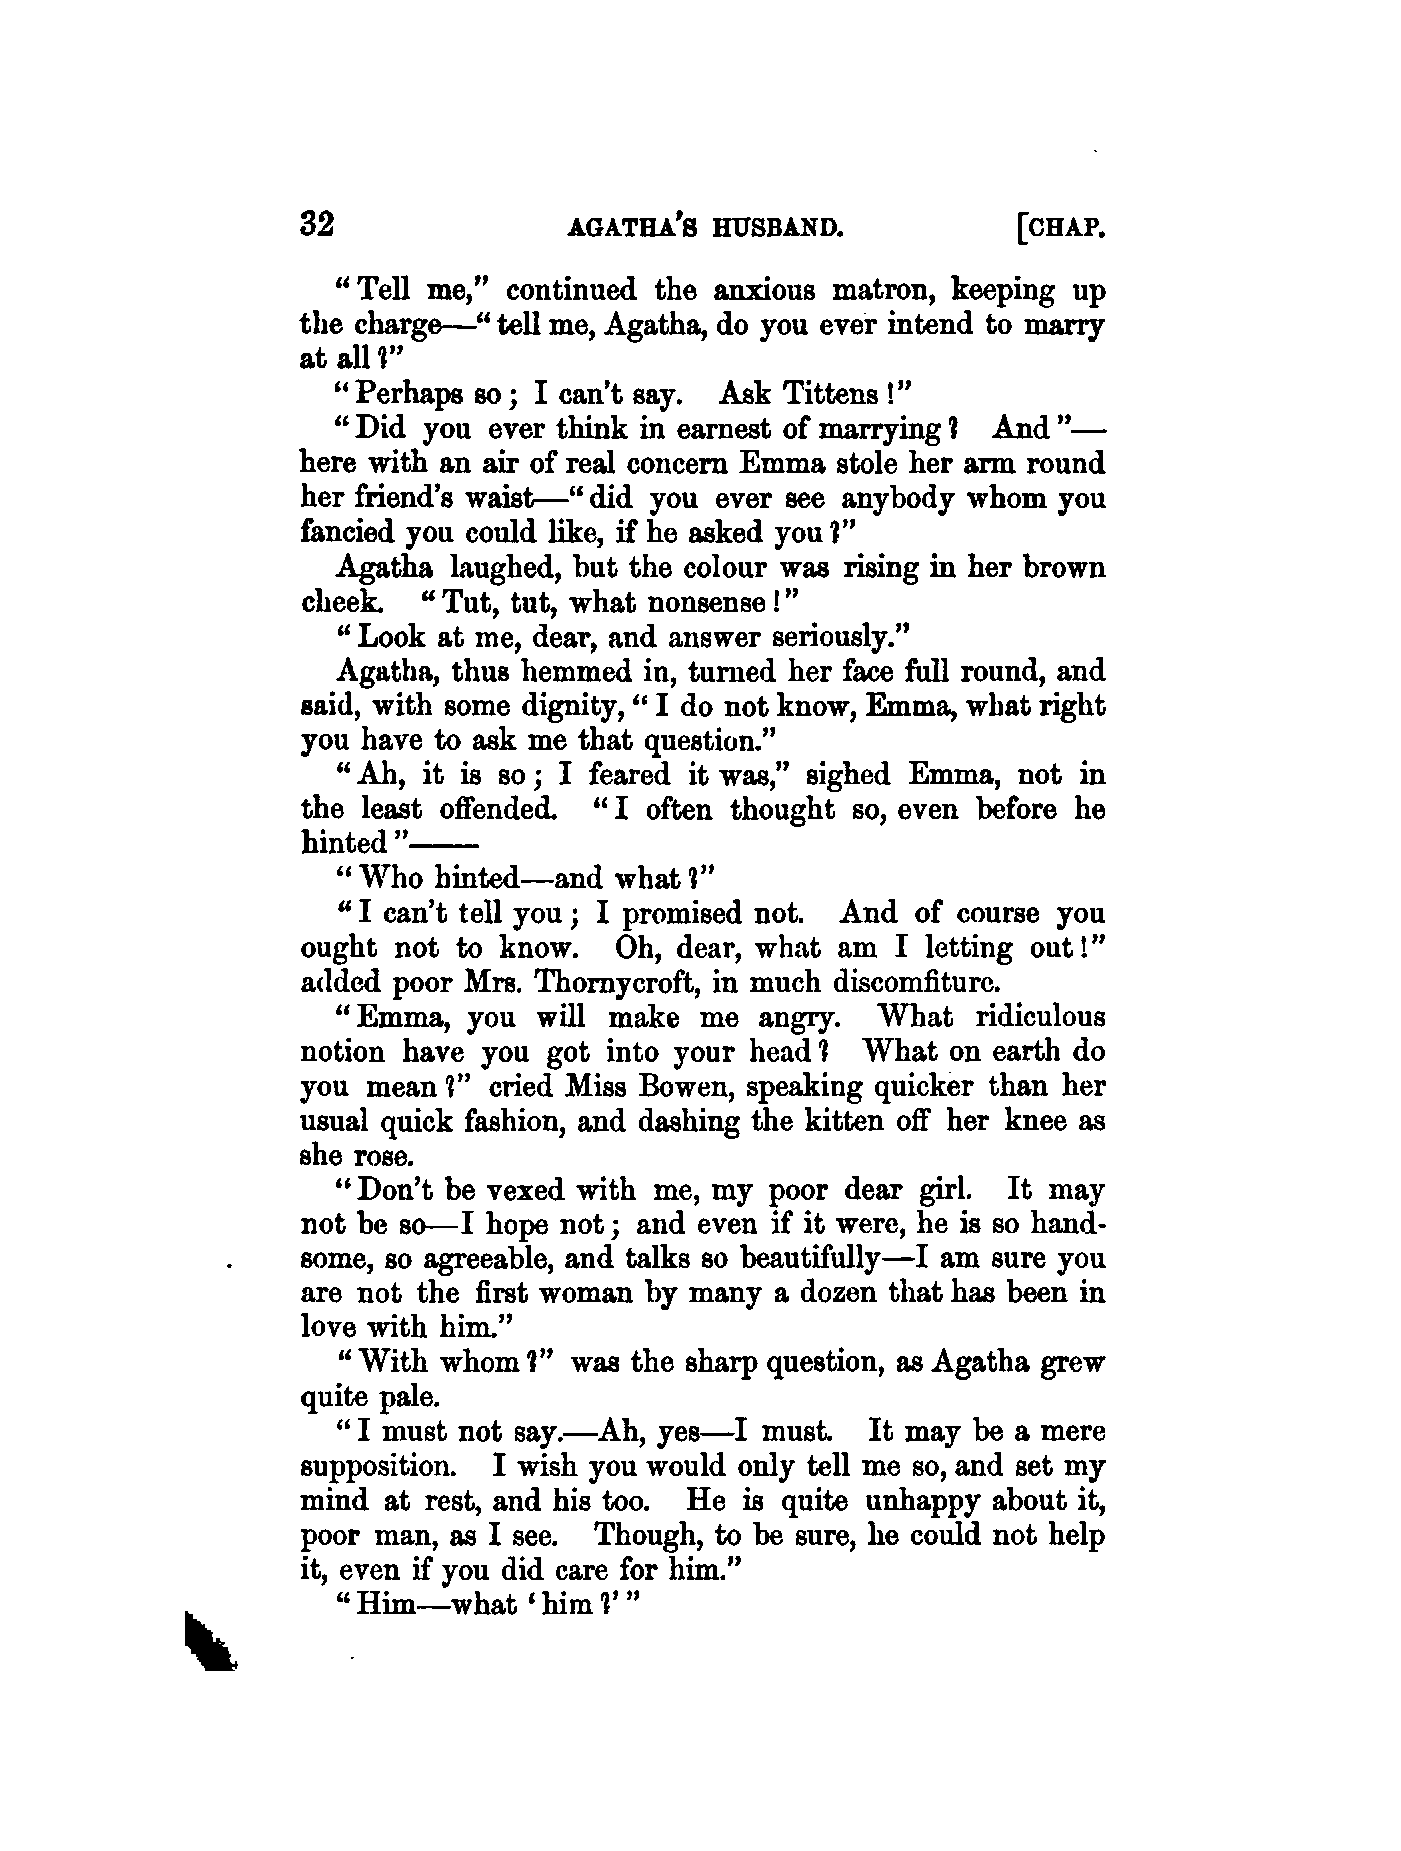 32 AGATHA'S HUSBAND. [CHAP.
"Tell me," continued the anxious matron, keeping up
the charge—"tell me, Agatha, do you ever intend to marry
at all?"
"Perhaps so; I can't say. Ask Tittens!"
"Did you ever think in earnest of marrying? And"—
here with an air of real concern Emma stole her arm round
her friend's waist—"did you ever see anybody whom you
fancied you could like, if he asked you?"
Agatha laughed, but the colour was rising in her brown
cheek. "Tut, tut, what nonsense!"
"Look at me, dear, and answer seriously."
Agatha, thus hemmed in, turned her face full round, and
said, with some dignity, "I do not know, Emma, what right
you have to ask me that question."
"Ah, it is so; I feared it was," sighed Emma, not in
the least offended. "I often thought so, even before he
hinted"——
"Who hinted—and what?"
"I can't tell you; I promised not. And of course you
ought not to know. Oh, dear, what am I letting out!"
added poor Mrs. Thornycroft, in much discomfiture.
"Emma, you will make me angry. What ridiculous
notion have you got into your head? What on earth do
you mean?" cried Miss Bowen, speaking quicker than her
usual quick fashion, and dashing the kitten off her knee as
she rose.
"Don't be vexed with me, my poor dear girl. It may
not be so—I hope not; and even if it were, he is so hand-
some, so agreeable, and talks so beautifully—I am sure you
are not the first woman by many a dozen that has been in
love with him."
"With whom?" was the sharp question, as Agatha grew
quite pale.
"I must not say.—Ah, yes—I must. It may be a mere
supposition. I wish you would only tell me so, and set my
mind at rest, and his too. He is quite unhappy about it,
poor man, as I see. Though, to be sure, he could not help
it, even if you did care for him."
"Him—what 'him?'"